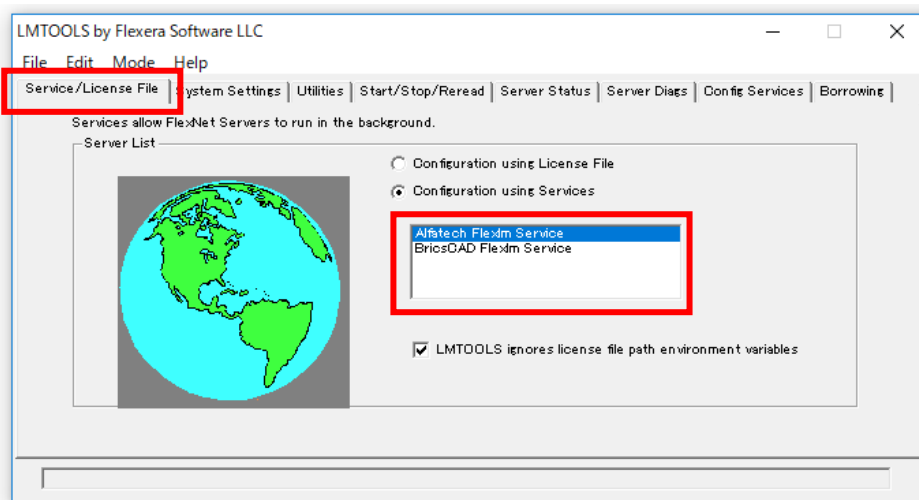 LMTOOLS by Flexera Software LLC
File Edit Mode Help
Service/License File System Settings Utilities Start/Stop/Reread Server Status Server Diags Config Services Borrowing
Services allow FlexNet Servers to run in the background.
Server List
Configuration using License File
Configuration using Services
Alfatech Flexlm Service
BricsCAD Flexlm Service
LMTOOLS ignores license file path environment variables